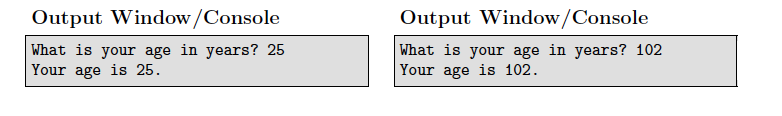 Output Window/Console
What is your age in years? 25
Your age is 25.
Output Window/Console
What is your age in years? 102
Your age is 102.